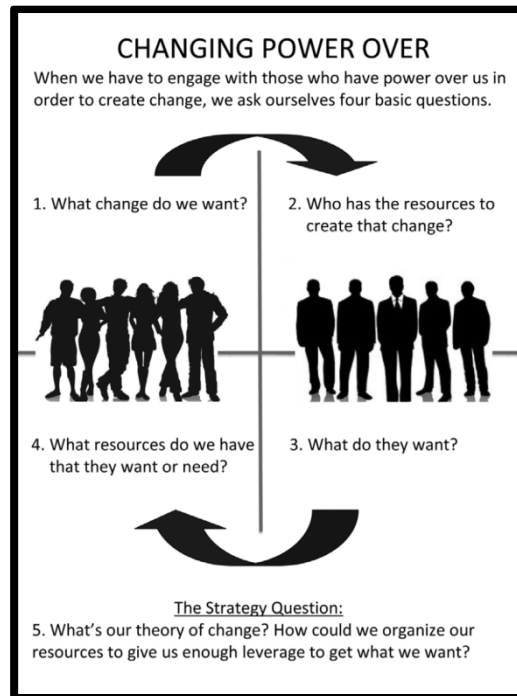 CHANGING POWER OVER
When we have to engage with those who have power over us in
order to create change, we ask ourselves four basic questions.
1. What change do we want?
2. Who has the resources to
create that change?
4. What resources do we have
that they want or need?
3. What do they want?
The Strategy Question:
5. What’s our theory of change? How could we organize our
resources to give us enough leverage to get what we want?